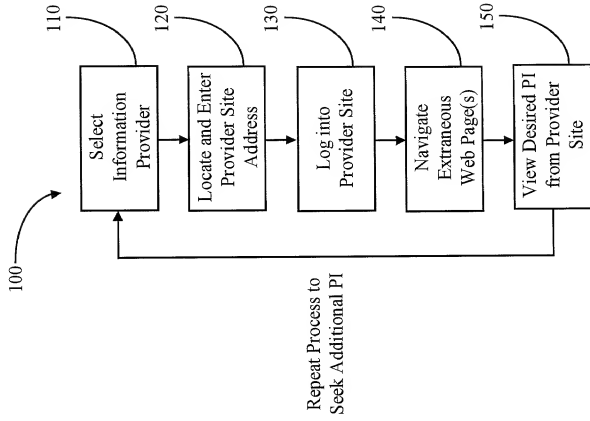 100
110
Select
Information
Provider
120
Locate and Enter
Provider Site
Address
130
Log into
Provider Site
140
Navigate
Extraneous
Web Page(s)
150
View Desired PI
from Provider
Site
Repeat Process to
Seek Additional PI